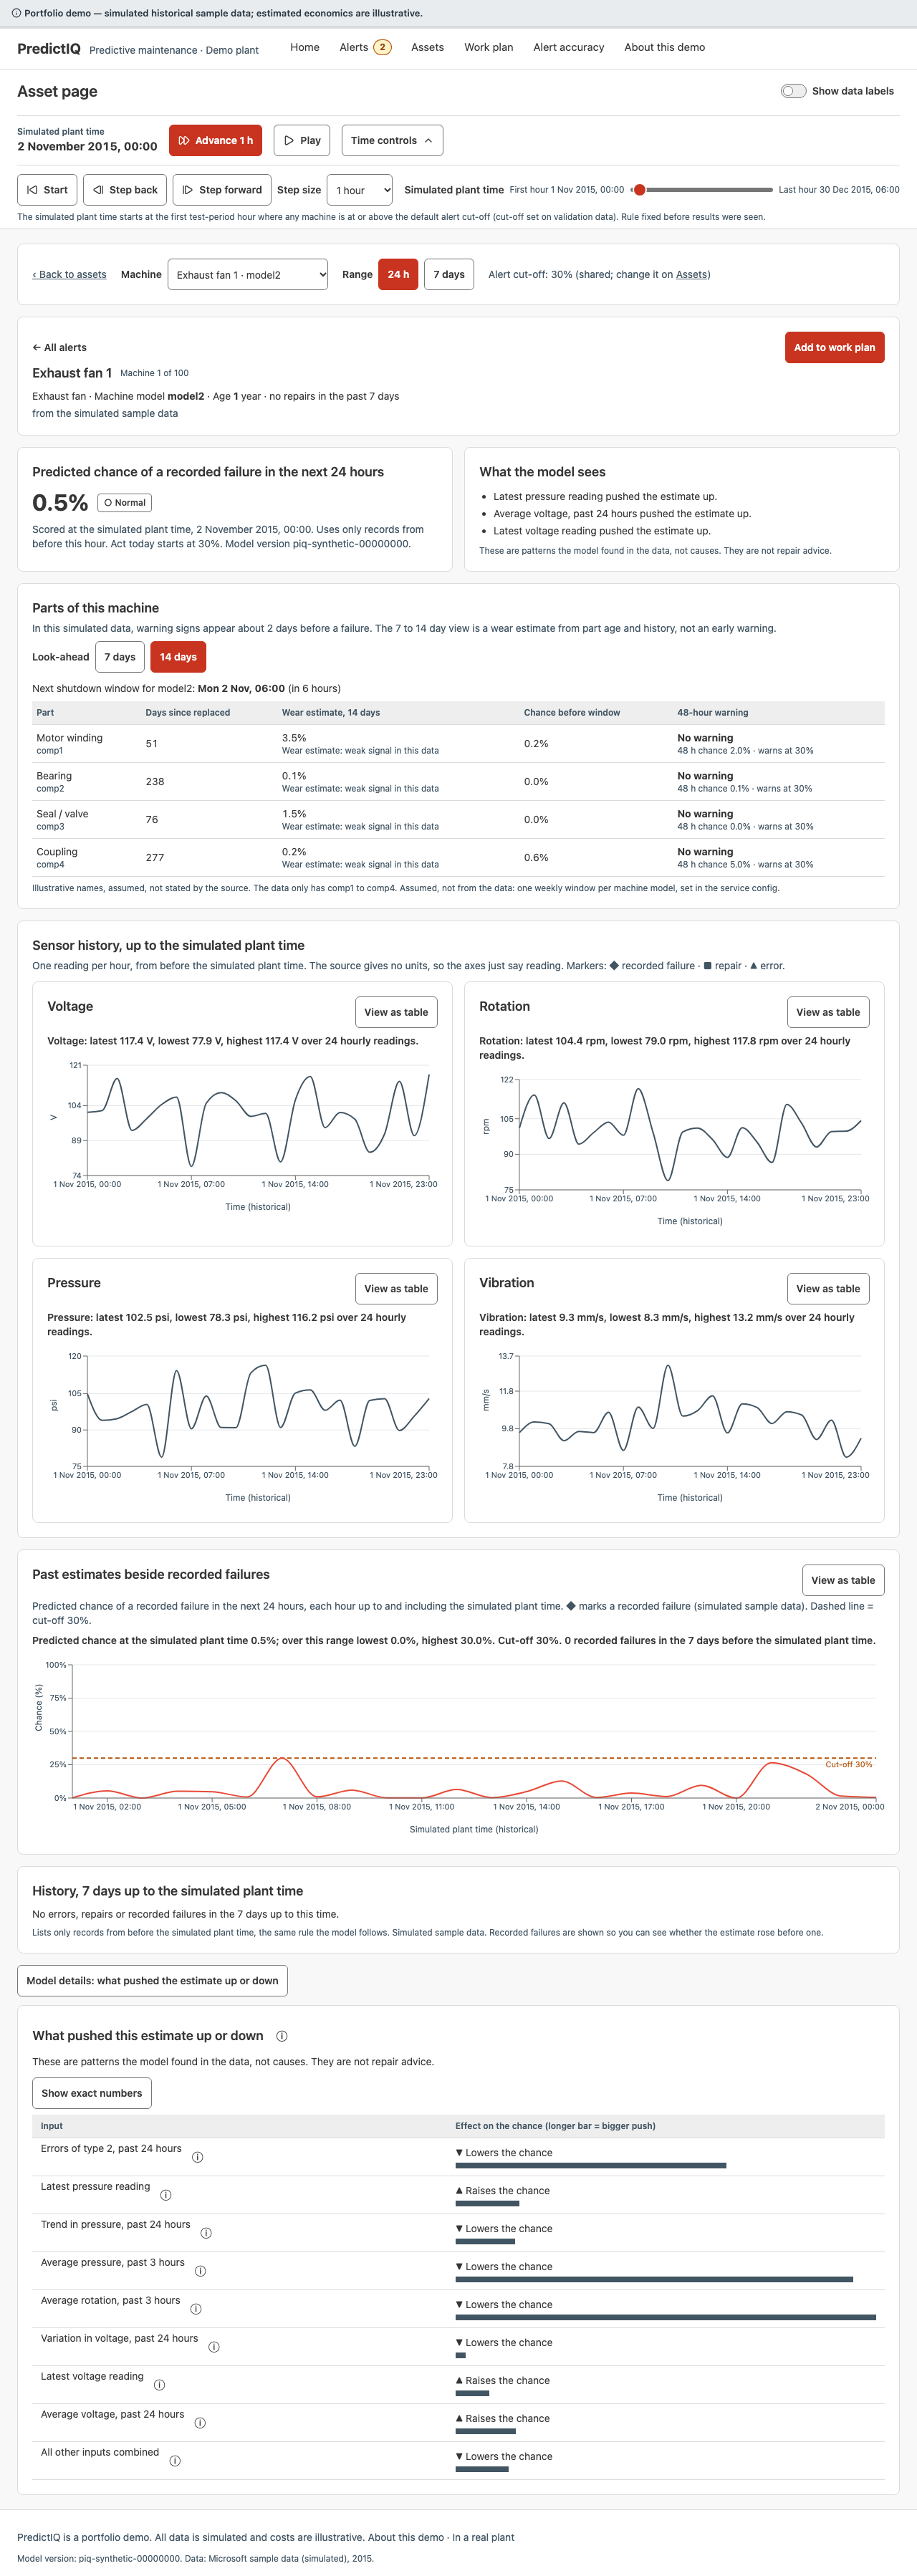 Portfolio demo — simulated historical sample data; estimated economics are illustrative.
PredictIQ Predictive maintenance · Demo plant Home Alerts 2 Assets Work plan Alert accuracy About this demo
Asset page Show data labels
Simulated plant time
2 November 2015, 00:00 Advance 1 h Play Time controls
Start Step back Step forward Step size 1 hour Simulated plant time First hour 1 Nov 2015, 00:00 Last hour 30 Dec 2015, 06:00
The simulated plant time starts at the first test-period hour where any machine is at or above the default alert cut-off (cut-off set on validation data). Rule fixed before results were seen.
‹ Back to assets Machine Exhaust fan 1 · model2 Range 24 h 7 days Alert cut-off: 30% (shared; change it on Assets)
← All alerts Add to work plan
Exhaust fan 1 Machine 1 of 100
Exhaust fan · Machine model model2 · Age 1 year · no repairs in the past 7 days
from the simulated sample data
Predicted chance of a recorded failure in the next 24 hours
0.5% Normal
Scored at the simulated plant time, 2 November 2015, 00:00. Uses only records from
before this hour. Act today starts at 30%. Model version piq-synthetic-00000000.
What the model sees
• Latest pressure reading pushed the estimate up.
• Average voltage, past 24 hours pushed the estimate up.
• Latest voltage reading pushed the estimate up.
These are patterns the model found in the data, not causes. They are not repair advice.
Parts of this machine
In this simulated data, warning signs appear about 2 days before a failure. The 7 to 14 day view is a wear estimate from part age and history, not an early warning.
Look-ahead 7 days 14 days
Next shutdown window for model2: Mon 2 Nov, 06:00 (in 6 hours)
Part Days since replaced Wear estimate, 14 days Chance before window 48-hour warning
Motor winding 51 3.5% 0.2% No warning
comp1 Wear estimate: weak signal in this data 48 h chance 2.0% · warns at 30%
Bearing 238 0.1% 0.0% No warning
comp2 Wear estimate: weak signal in this data 48 h chance 0.1% · warns at 30%
Seal / valve 76 1.5% 0.0% No warning
comp3 Wear estimate: weak signal in this data 48 h chance 0.0% · warns at 30%
Coupling 277 0.2% 0.6% No warning
comp4 Wear estimate: weak signal in this data 48 h chance 5.0% · warns at 30%
Illustrative names, assumed, not stated by the source. The data only has comp1 to comp4. Assumed, not from the data: one weekly window per machine model, set in the service config.
Sensor history, up to the simulated plant time
One reading per hour, from before the simulated plant time. The source gives no units, so the axes just say reading. Markers: ◆ recorded failure · ■ repair · ▲ error.
Voltage View as table
Voltage: latest 117.4 V, lowest 77.9 V, highest 117.4 V over 24 hourly readings.
121
104
V
89
74
1 Nov 2015, 00:00 1 Nov 2015, 07:00 1 Nov 2015, 14:00 1 Nov 2015, 23:00
Time (historical)
Rotation View as table
Rotation: latest 104.4 rpm, lowest 79.0 rpm, highest 117.8 rpm over 24 hourly
readings.
122
105
rpm
90
75
1 Nov 2015, 00:00 1 Nov 2015, 07:00 1 Nov 2015, 14:00 1 Nov 2015, 23:00
Time (historical)
Pressure View as table
Pressure: latest 102.5 psi, lowest 78.3 psi, highest 116.2 psi over 24 hourly
readings.
120
105
psi
90
75
1 Nov 2015, 00:00 1 Nov 2015, 07:00 1 Nov 2015, 14:00 1 Nov 2015, 23:00
Time (historical)
Vibration View as table
Vibration: latest 9.3 mm/s, lowest 8.3 mm/s, highest 13.2 mm/s over 24 hourly
readings.
13.7
11.8
mm/s
9.8
7.8
1 Nov 2015, 00:00 1 Nov 2015, 07:00 1 Nov 2015, 14:00 1 Nov 2015, 23:00
Time (historical)
Past estimates beside recorded failures View as table
Predicted chance of a recorded failure in the next 24 hours, each hour up to and including the simulated plant time. ◆ marks a recorded failure (simulated sample data). Dashed line =
cut-off 30%.
Predicted chance at the simulated plant time 0.5%; over this range lowest 0.0%, highest 30.0%. Cut-off 30%. 0 recorded failures in the 7 days before the simulated plant time.
100%
75%
Chance (%)
50%
25% Cut-off 30%
0%
1 Nov 2015, 02:00 1 Nov 2015, 05:00 1 Nov 2015, 08:00 1 Nov 2015, 11:00 1 Nov 2015, 14:00 1 Nov 2015, 17:00 1 Nov 2015, 20:00 2 Nov 2015, 00:00
Simulated plant time (historical)
History, 7 days up to the simulated plant time
No errors, repairs or recorded failures in the 7 days up to this time.
Lists only records from before the simulated plant time, the same rule the model follows. Simulated sample data. Recorded failures are shown so you can see whether the estimate rose before one.
Model details: what pushed the estimate up or down
What pushed this estimate up or down
These are patterns the model found in the data, not causes. They are not repair advice.
Show exact numbers
Input Effect on the chance (longer bar = bigger push)
Errors of type 2, past 24 hours ▼ Lowers the chance
Latest pressure reading ▲ Raises the chance
Trend in pressure, past 24 hours ▼ Lowers the chance
Average pressure, past 3 hours ▼ Lowers the chance
Average rotation, past 3 hours ▼ Lowers the chance
Variation in voltage, past 24 hours ▼ Lowers the chance
Latest voltage reading ▲ Raises the chance
Average voltage, past 24 hours ▲ Raises the chance
All other inputs combined ▼ Lowers the chance
PredictIQ is a portfolio demo. All data is simulated and costs are illustrative. About this demo · In a real plant
Model version: piq-synthetic-00000000. Data: Microsoft sample data (simulated), 2015.